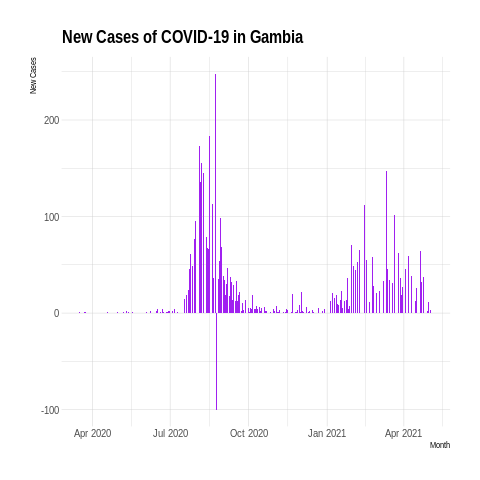 New Cases of COVID-19 in Gambia
New Cases
200
100
0
-100
Apr 2020 Jul 2020 Oct 2020 Jan 2021 Apr 2021
Month